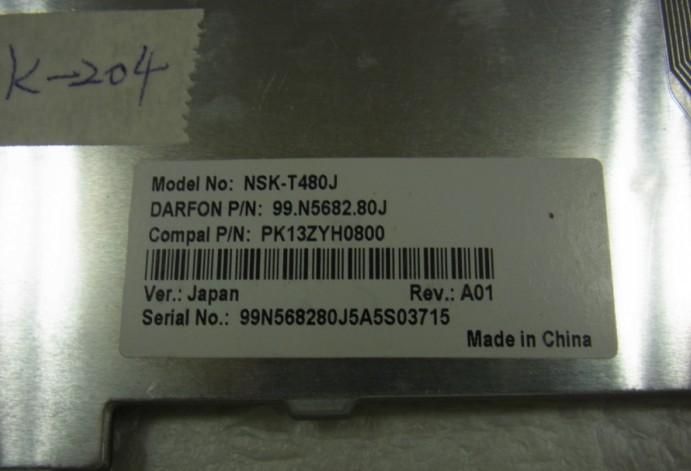 K-204
Model No: NSK-T480J
DARFON P/N: 99.N5682.80J
Compal P/N: PK13ZYH0800
Ver.: Japan Rev.: A01
Serial No.: 99N568280J5A5S03715
Made in China